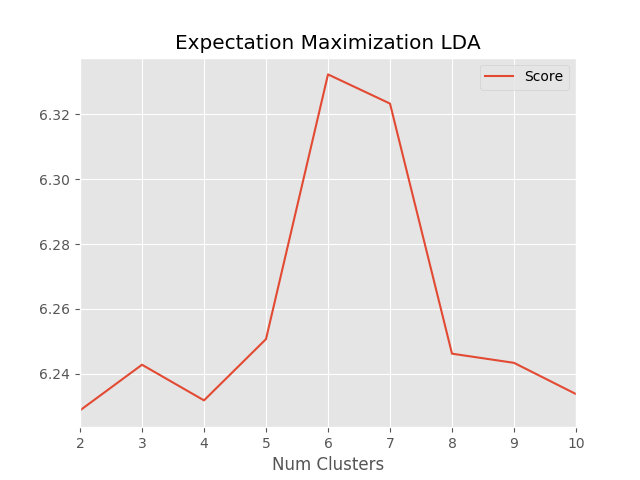 Expectation Maximization LDA
Score
6.32
6.30
6.28
6.26
6.24
2 3 4 5 6 7 8 9 10
Num Clusters